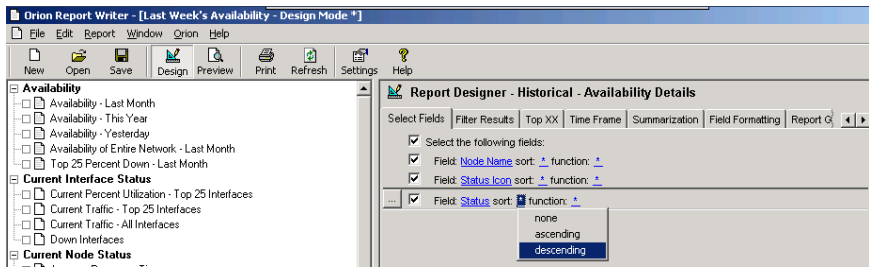 Orion Report Writer - [Last Week's Availability - Design Mode *]
File Edit Report Window Orion Help
New Open Save Design Preview Print Refresh Settings Help
Availability
Availability - Last Month
Availability - This Year
Availability - Yesterday
Availability of Entire Network - Last Month
Top 25 Percent Down - Last Month
Current Interface Status
Current Percent Utilization - Top 25 Interfaces
Current Traffic - Top 25 Interfaces
Current Traffic - All Interfaces
Down Interfaces
Current Node Status
Report Designer - Historical - Availability Details
Select Fields Filter Results Top XX Time Frame Summarization Field Formatting Report G
Select the following fields:
Field: Node Name sort: * function: *
Field: Status Icon sort: * function: *
... Field: Status sort: * function: *
none
ascending
descending